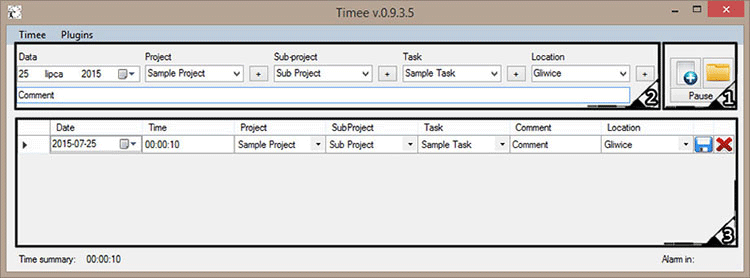 Timee v.0.9.3.5
Timee Plugins
Data Project Sub-project Task Location
25 lipca 2015 Sample Project + Sub Project + Sample Task + Gliwice +
Comment
2
Pause
1
Date Time Project SubProject Task Comment Location
2015-07-25 00:00:10 Sample Project Sub Project Sample Task Comment Gliwice
3
Time summary: 00:00:10 Alarm in: